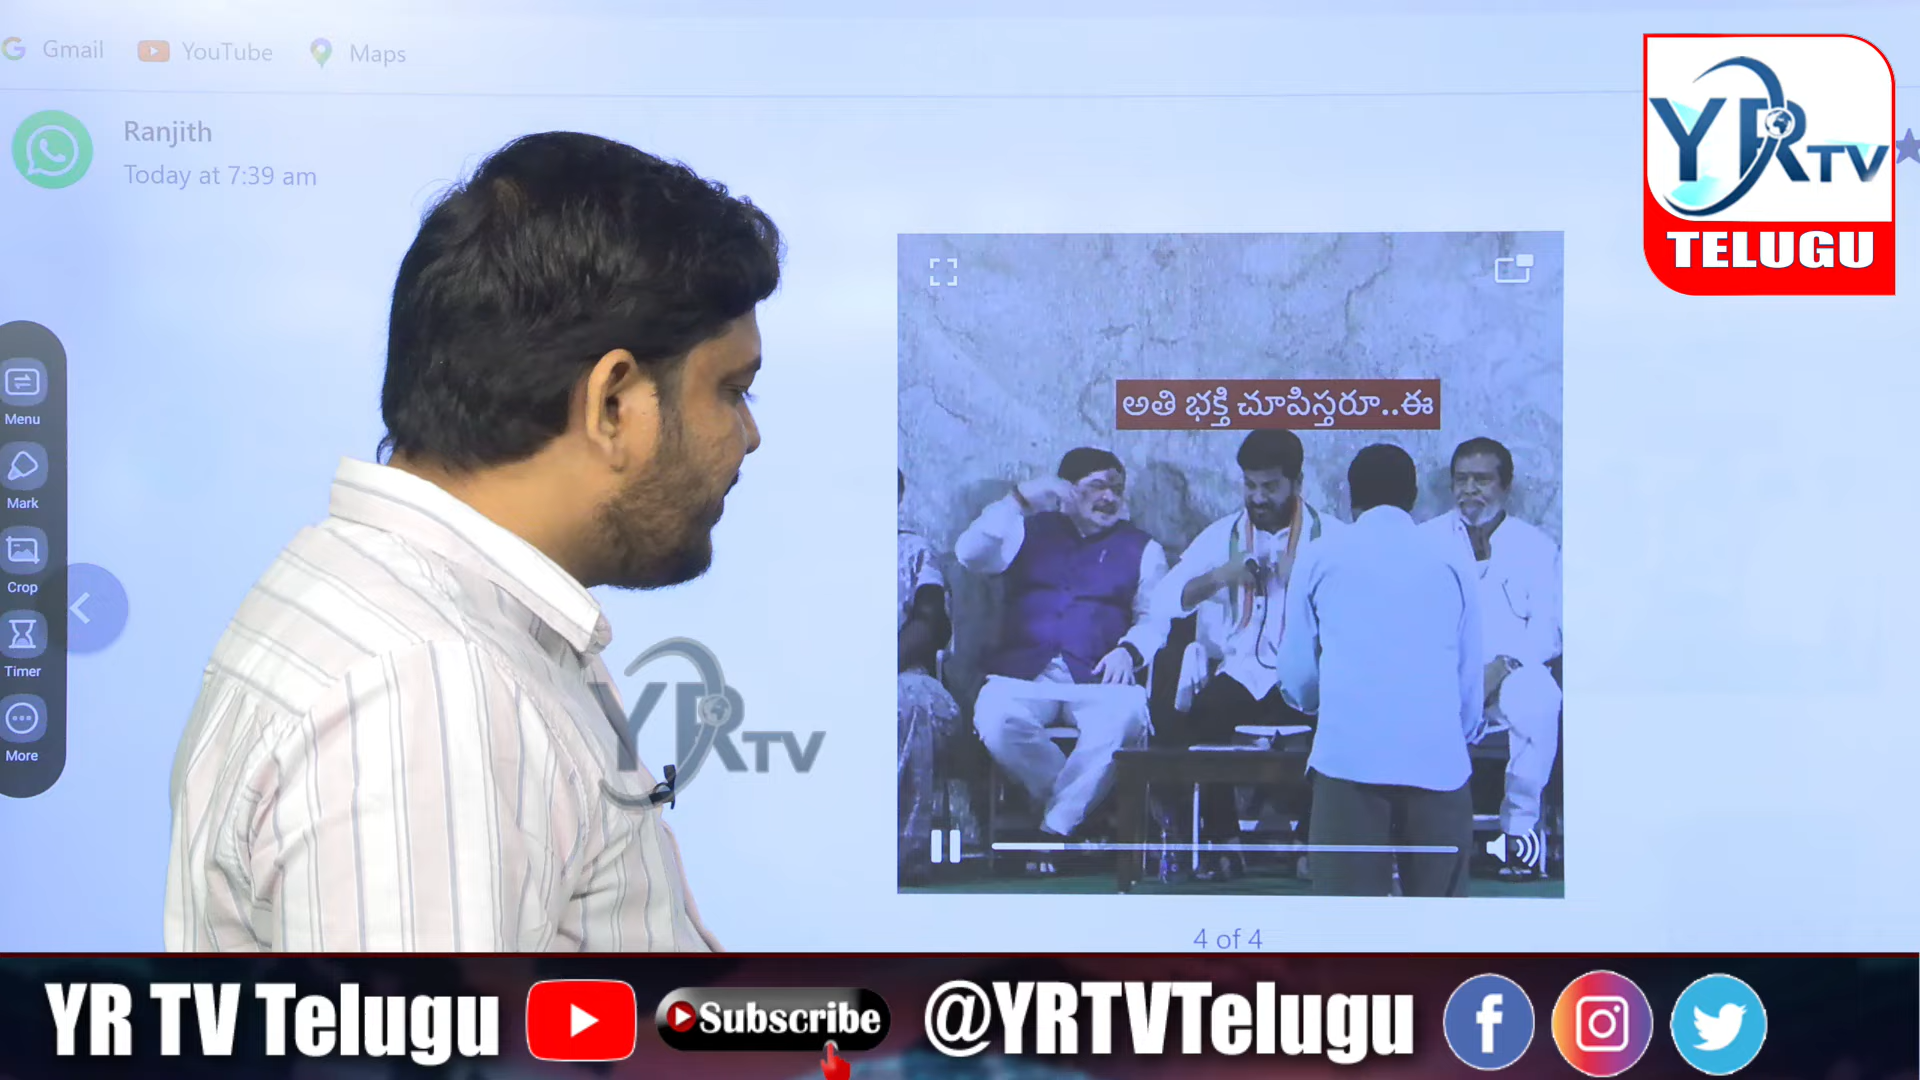 Gmail YouTube Maps
Ranjith
Today at 7:39 am
YRTV
TELUGU
Menu
Mark
Crop
Timer
More
అతి భక్తి చూపిస్తరూ..ఈ
YRTV
4 of 4
YR TV Telugu Subscribe @YRTVTelugu